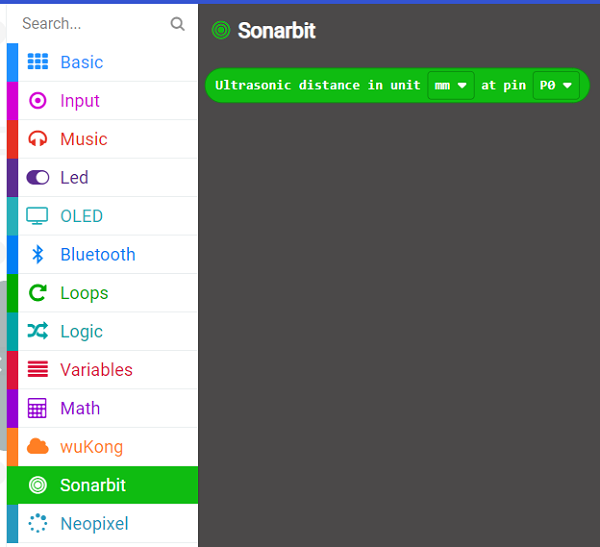 Search...
Basic
Input
Music
Led
OLED
Bluetooth
Loops
Logic
Variables
Math
wuKong
Sonarbit
Neopixel
Sonarbit
Ultrasonic distance in unit mm at pin P0